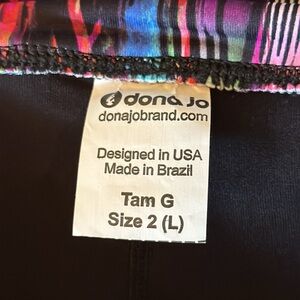 dona jo
donajobrand.com
Designed in USA
Made in Brazil
Tam G
Size 2 (L)